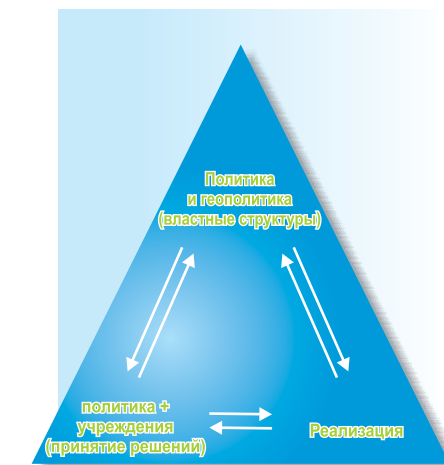 Политика
и геополитика
(властные структуры)
политика +
учреждения
(принятие решений)
Реализация